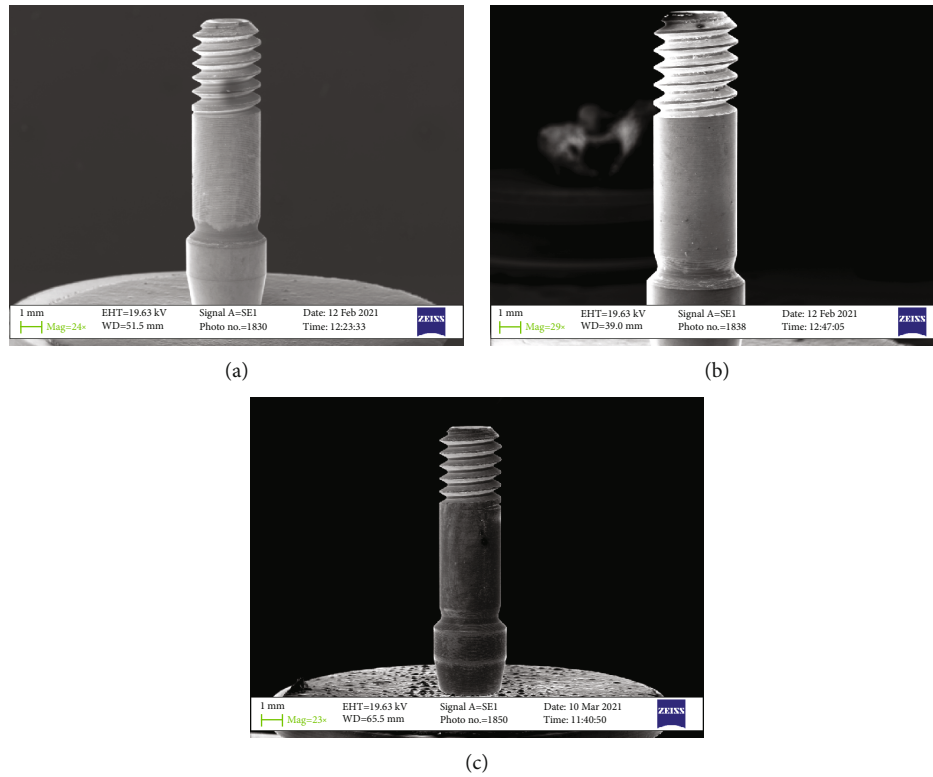 1 mm
Mag=24×
EHT=19.63 kV
WD=51.5 mm
Signal A=SE1
Photo no.=1830
Date: 12 Feb 2021
Time: 12:23:33
ZEISS
(a)
1 mm
Mag=29×
EHT=19.63 kV
WD=39.0 mm
Signal A=SE1
Photo no.=1838
Date: 12 Feb 2021
Time: 12:47:05
ZEISS
(b)
1 mm
Mag=23×
EHT=19.63 kV
WD=65.5 mm
Signal A=SE1
Photo no.=1850
Date: 10 Mar 2021
Time: 11:40:50
ZEISS
(c)